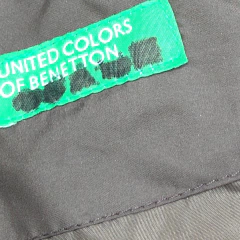 UNITED COLORS
OF BENETTON.